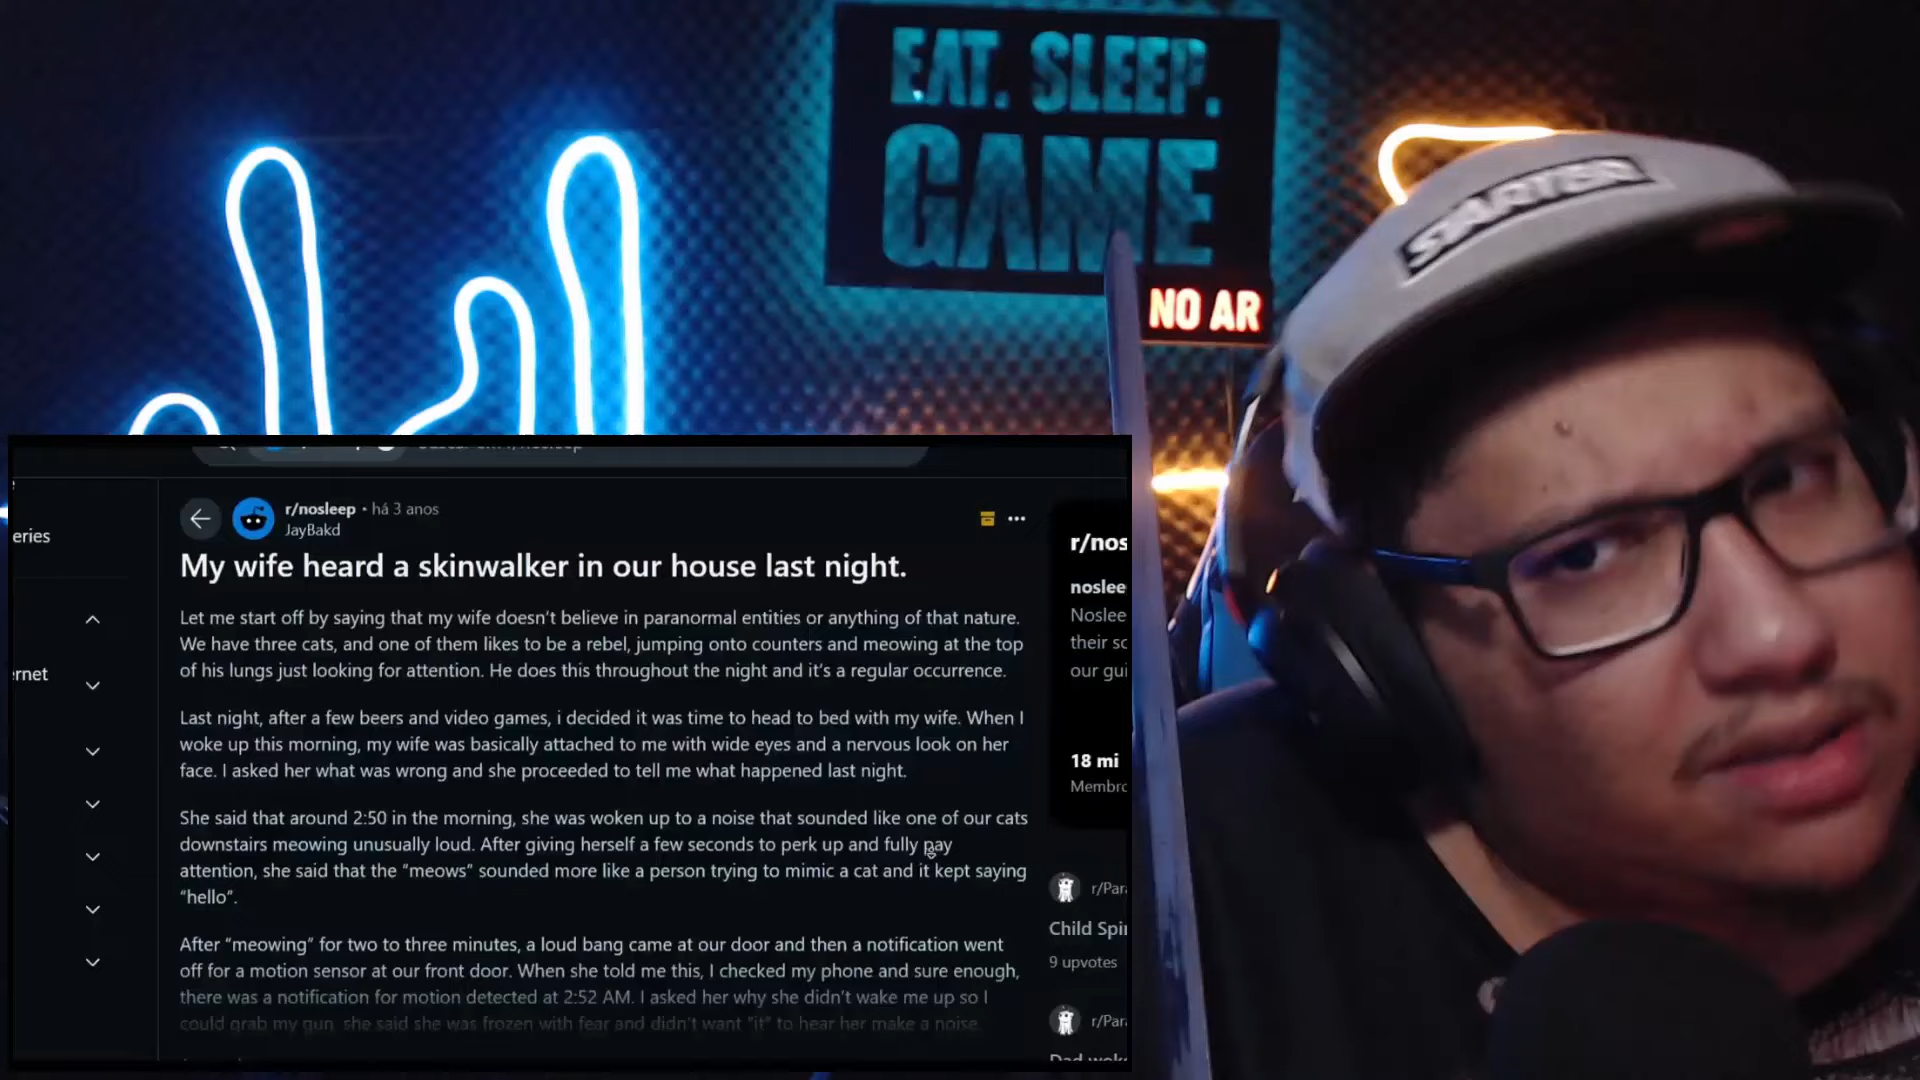 EAT. SLEEP.
GAME
NO AR
STARTER
eries
rnet
r/nosleep • há 3 anos
JayBakd
My wife heard a skinwalker in our house last night.
Let me start off by saying that my wife doesn't believe in paranormal entities or anything of that nature.
We have three cats, and one of them likes to be a rebel, jumping onto counters and meowing at the top
of his lungs just looking for attention. He does this throughout the night and it's a regular occurrence.
Last night, after a few beers and video games, i decided it was time to head to bed with my wife. When I
woke up this morning, my wife was basically attached to me with wide eyes and a nervous look on her
face. I asked her what was wrong and she proceeded to tell me what happened last night.
She said that around 2:50 in the morning, she was woken up to a noise that sounded like one of our cats
downstairs meowing unusually loud. After giving herself a few seconds to perk up and fully pay
attention, she said that the “meows” sounded more like a person trying to mimic a cat and it kept saying
“hello”.
After “meowing” for two to three minutes, a loud bang came at our door and then a notification went
off for a motion sensor at our front door. When she told me this, I checked my phone and sure enough,
there was a notification for motion detected at 2:52 AM. I asked her why she didn't wake me up so I
could grab my gun, she said she was frozen with fear and didn't want "it" to hear her make a noise.
r/nos
noslee
Noslee
their sc
our gui
18 mi
Membro
r/Par
Child Spi
9 upvotes
r/Par